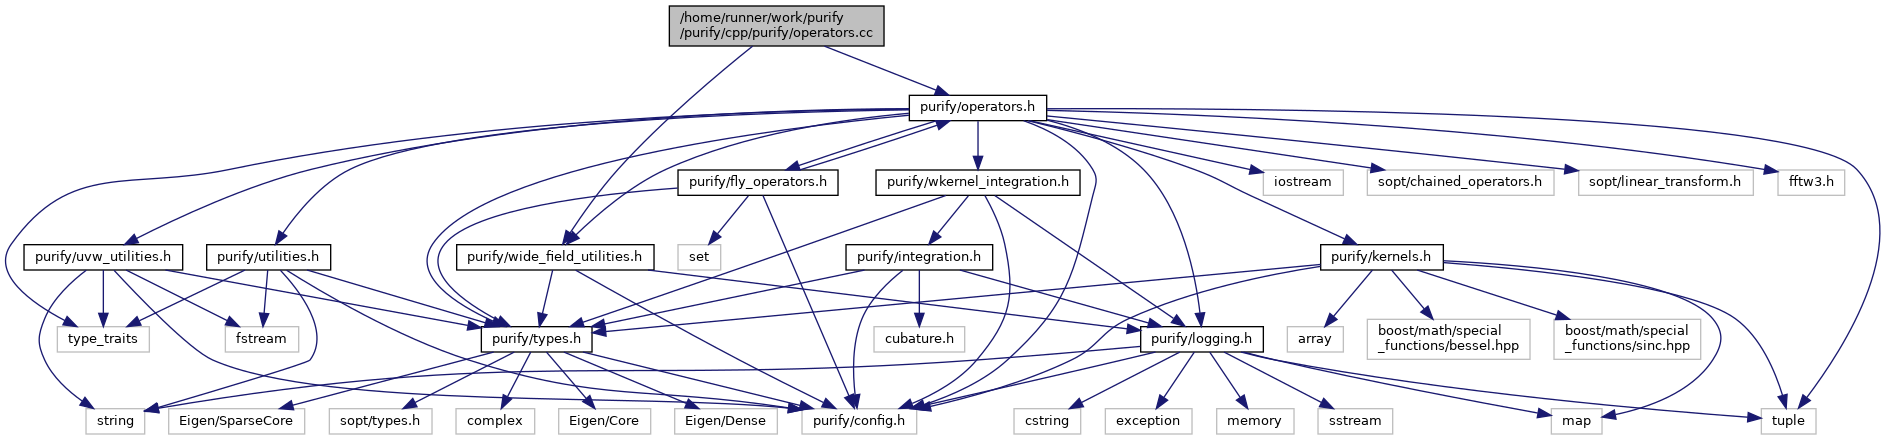 /home/runner/work/purify
/purify/cpp/purify/operators.cc
purify/operators.h
purify/fly_operators.h
purify/wkernel_integration.h
iostream
sopt/chained_operators.h
sopt/linear_transform.h
fftw3.h
purify/uvw_utilities.h
purify/utilities.h
purify/wide_field_utilities.h
set
purify/integration.h
purify/kernels.h
type_traits
fstream
purify/types.h
cubature.h
purify/logging.h
array
boost/math/special
_functions/bessel.hpp
boost/math/special
_functions/sinc.hpp
string
Eigen/SparseCore
sopt/types.h
complex
Eigen/Core
Eigen/Dense
purify/config.h
cstring
exception
memory
sstream
map
tuple